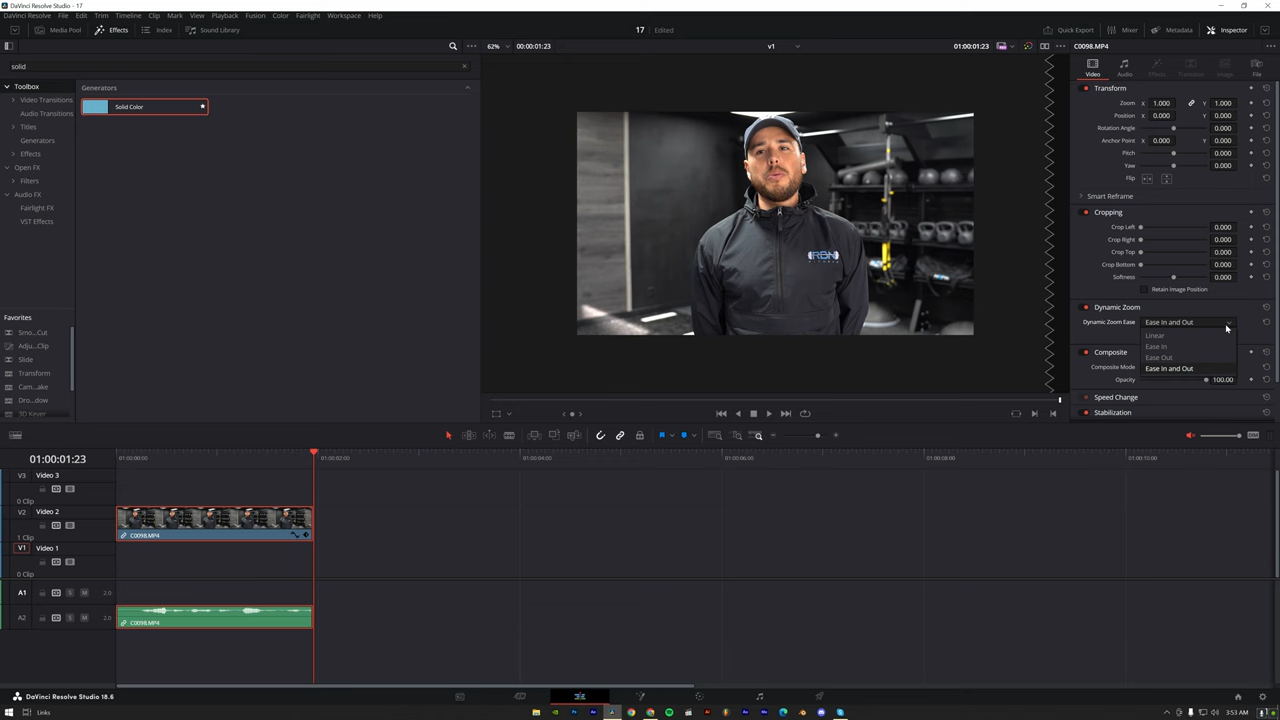 DaVinci Resolve Studio - 17
DaVinci Resolve File Edit Trim Timeline Clip Mark View Playback Fusion Color Fairlight Workspace Help
Media Pool Effects Index Sound Library 17 Edited Quick Export Mixer Metadata Inspector
62% 00:00:01:23 v1 01:00:01:23 C0098.MP4
solid
Toolbox
Video Transitions
Audio Transitions
Titles
Generators
Effects
Open FX
Filters
Audio FX
Fairlight FX
VST Effects
Favorites
Smo...Cut
Adju...Clip
Slide
Transform
Cam...ake
Dro...dow
3D Keyer
Generators
Solid Color
RBN
FITNESS
Video Audio Effects Transition Image File
Transform
Zoom X 1.000 Y 1.000
Position X 0.000 Y 0.000
Rotation Angle 0.000
Anchor Point X 0.000 Y 0.000
Pitch 0.000
Yaw 0.000
Flip
Smart Reframe
Cropping
Crop Left 0.000
Crop Right 0.000
Crop Top 0.000
Crop Bottom 0.000
Softness 0.000
Retain Image Position
Dynamic Zoom
Dynamic Zoom Ease Ease In and Out
Linear
Ease In
Ease Out
Ease In and Out
Composite
Composite Mode
Opacity 100.00
Speed Change
Stabilization
DIM
01:00:01:23 01:00:00:00 01:00:02:00 01:00:04:00 01:00:06:00 01:00:08:00 01:00:10:00
V3 Video 3
0 Clip
V2 Video 2
C0098.MP4
1 Clip
V1 Video 1
0 Clip
A1 S M 2.0
A2 S M 2.0
C0098.MP4
DaVinci Resolve Studio 18.6
Links
3:53 AM